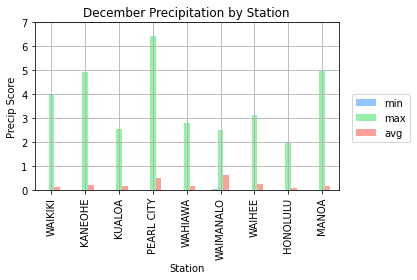 December Precipitation by Station
Precip Score
7
6
5
4
3
2
1
0
WAIKIKI
KANEOHE
KUALOA
PEARL CITY
WAHIAWA
WAIMANALO
WAIHEE
HONOLULU
MANOA
Station
min
max
avg